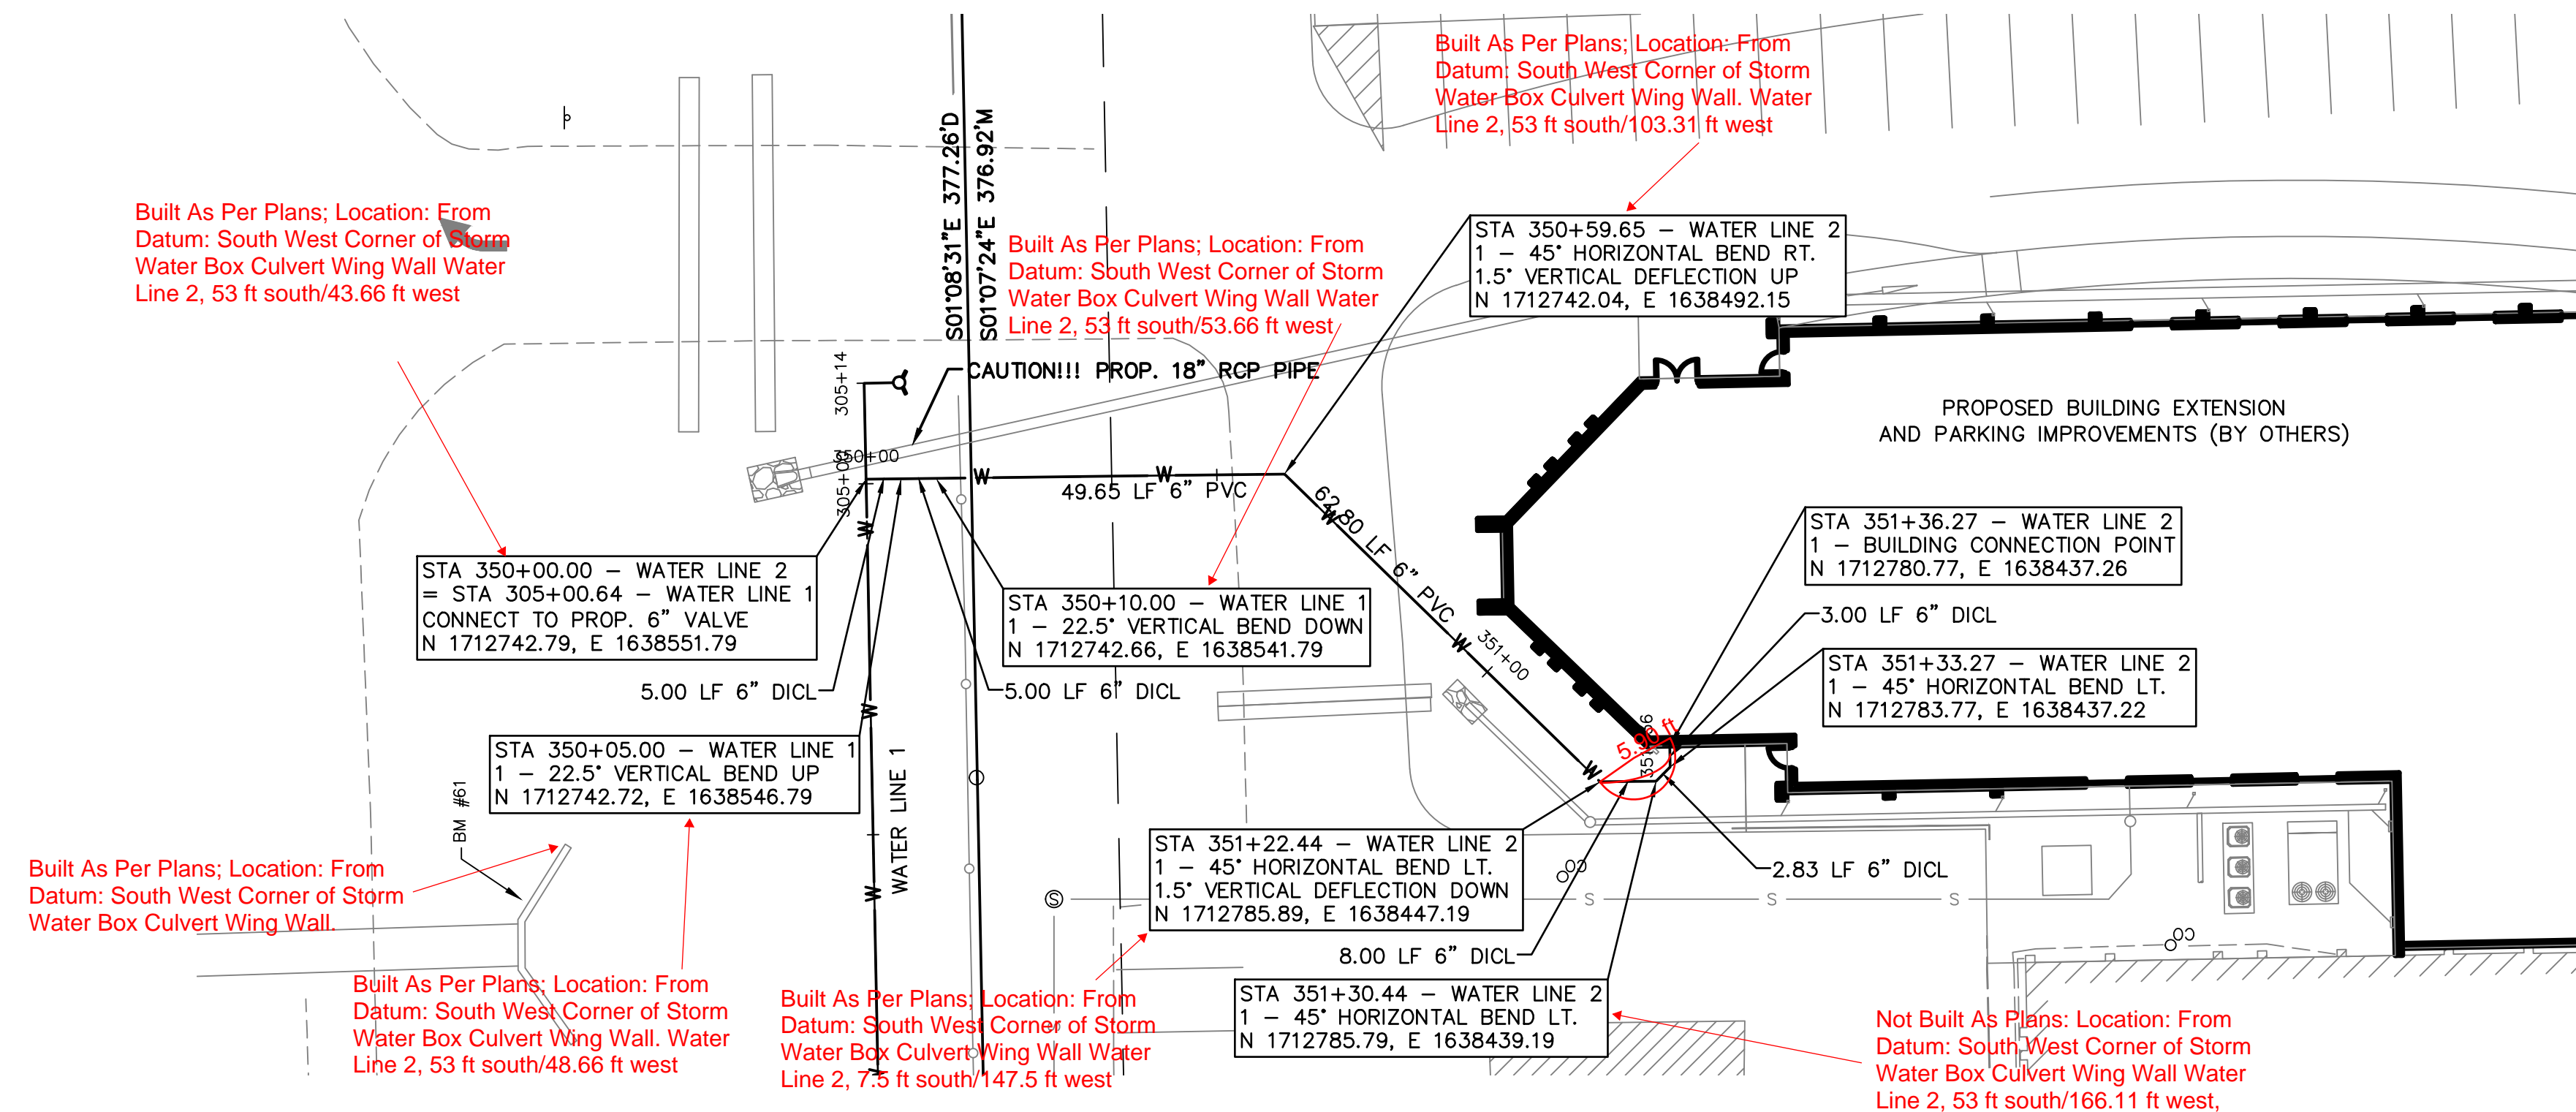 Built As Per Plans; Location: From
Datum: South West Corner of Storm
Water Box Culvert Wing Wall. Water
Line 2, 53 ft south/103.31 ft west
Built As Per Plans; Location: From
Datum: South West Corner of Storm
Water Box Culvert Wing Wall Water
Line 2, 53 ft south/43.66 ft west
S01°08'31"E 377.26'D
S01°07'24"E 376.92'M
Built As Per Plans; Location: From
Datum: South West Corner of Storm
Water Box Culvert Wing Wall Water
Line 2, 53 ft south/53.66 ft west
STA 350+59.65 – WATER LINE 2
1 – 45° HORIZONTAL BEND RT.
1.5° VERTICAL DEFLECTION UP
N 1712742.04, E 1638492.15
CAUTION!!! PROP. 18" RCP PIPE
305+14
350+00
305+00
W
W
49.65 LF 6" PVC
62.80 LF 6" PVC
W
W
W
351+00
PROPOSED BUILDING EXTENSION
AND PARKING IMPROVEMENTS (BY OTHERS)
STA 350+00.00 – WATER LINE 2
= STA 305+00.64 – WATER LINE 1
CONNECT TO PROP. 6" VALVE
N 1712742.79, E 1638551.79
STA 350+10.00 – WATER LINE 1
1 – 22.5° VERTICAL BEND DOWN
N 1712742.66, E 1638541.79
STA 351+36.27 – WATER LINE 2
1 – BUILDING CONNECTION POINT
N 1712780.77, E 1638437.26
3.00 LF 6" DICL
STA 351+33.27 – WATER LINE 2
1 – 45° HORIZONTAL BEND LT.
N 1712783.77, E 1638437.22
5.00 LF 6" DICL
5.00 LF 6" DICL
STA 350+05.00 – WATER LINE 1
1 – 22.5° VERTICAL BEND UP
N 1712742.72, E 1638546.79
W
W
W
WATER LINE 1
5.90 ft
BM #61
Built As Per Plans; Location: From
Datum: South West Corner of Storm
Water Box Culvert Wing Wall.
STA 351+22.44 – WATER LINE 2
1 – 45° HORIZONTAL BEND LT.
1.5° VERTICAL DEFLECTION DOWN
N 1712785.89, E 1638447.19
2.83 LF 6" DICL
CO
S
S
S
S
CO
8.00 LF 6" DICL
Built As Per Plans; Location: From
Datum: South West Corner of Storm
Water Box Culvert Wing Wall. Water
Line 2, 53 ft south/48.66 ft west
Built As Per Plans; Location: From
Datum: South West Corner of Storm
Water Box Culvert Wing Wall Water
Line 2, 7.5 ft south/147.5 ft west
STA 351+30.44 – WATER LINE 2
1 – 45° HORIZONTAL BEND LT.
N 1712785.79, E 1638439.19
Not Built As Plans: Location: From
Datum: South West Corner of Storm
Water Box Culvert Wing Wall Water
Line 2, 53 ft south/166.11 ft west,